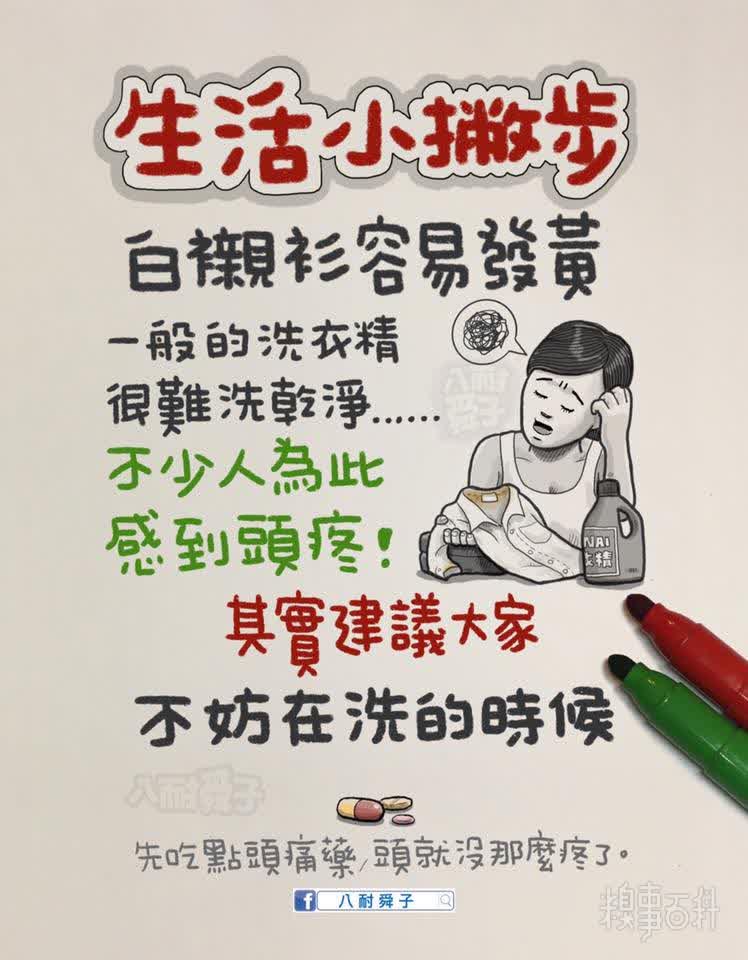 生活小撇步
白襯衫容易發黃
一般的洗衣精
很難洗乾淨......
不少人為此
感到頭疼!
NAI
衣精
其實建議大家
不妨在洗的時候
先吃點頭痛藥,頭就沒那麼疼了。
八耐舜子
八耐舜子
f 八耐舜子
糗事百科